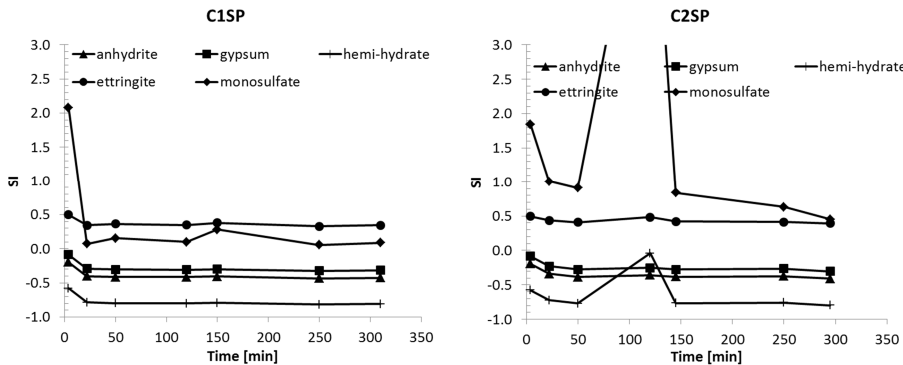 C1SP
3.0
2.5
2.0
1.5
1.0
0.5
0.0
-0.5
-1.0
SI
anhydrite gypsum hemi-hydrate
ettringite monosulfate
0 50 100 150 200 250 300 350
Time [min]
C2SP
3.0
2.5
2.0
1.5
1.0
0.5
0.0
-0.5
-1.0
SI
anhydrite gypsum hemi-hydrate
ettringite monosulfate
0 50 100 150 200 250 300 350
Time [min]